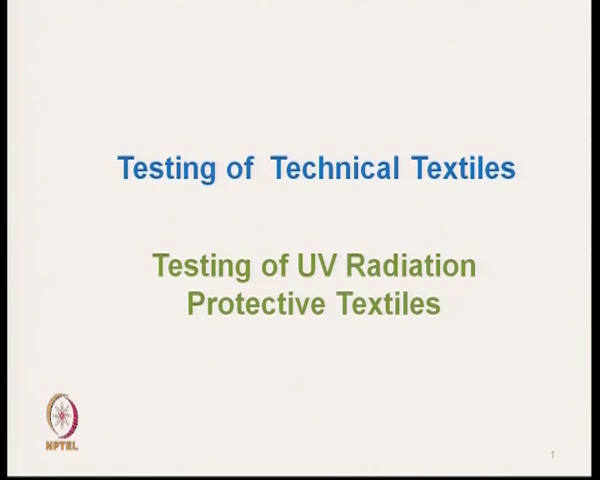 Testing of Technical Textiles
Testing of UV Radiation
Protective Textiles
NPTEL
1